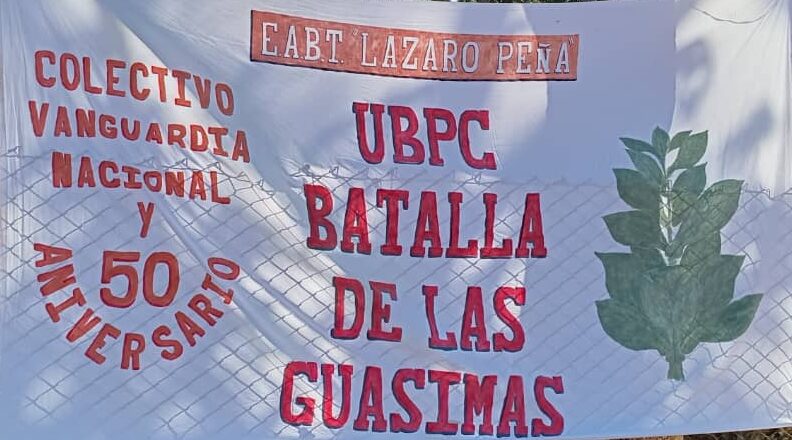 E.A.B.T. "LAZARO PEÑA"
COLECTIVO
VANGUARDIA
NACIONAL
Y
50
ANIVERSARIO
UBPC
BATALLA
DE LAS
GUASIMAS